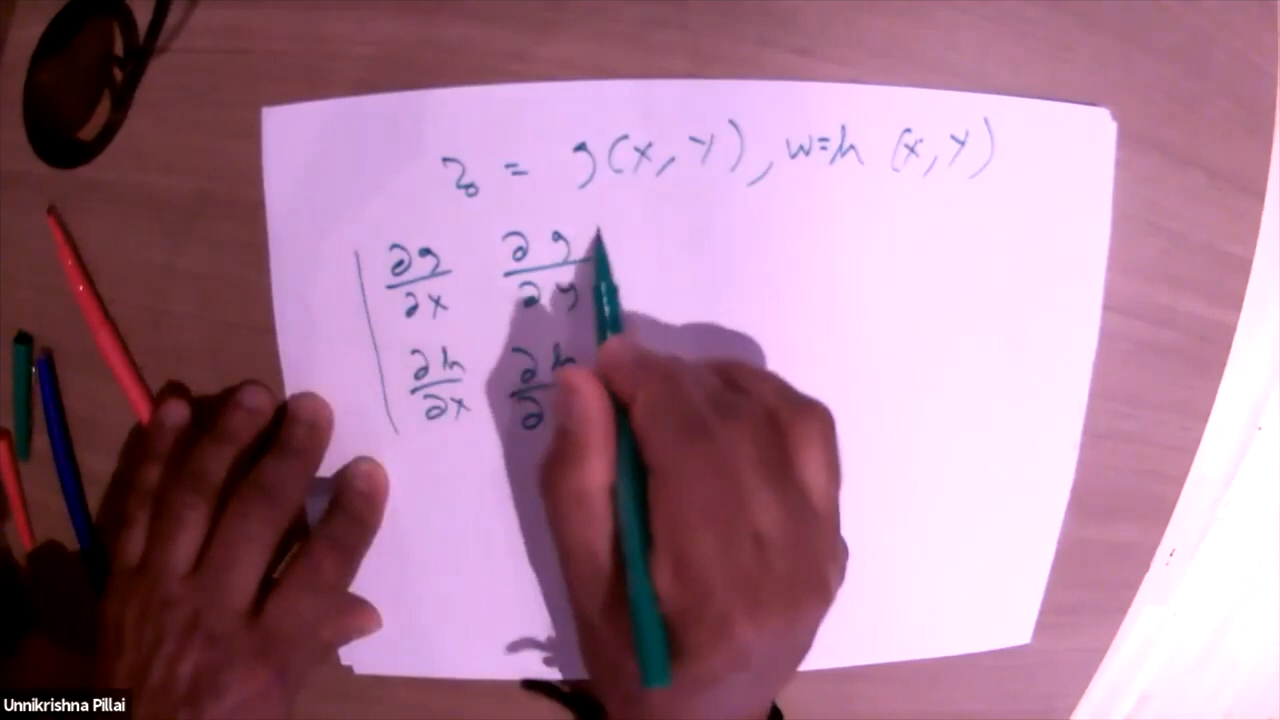 z = g(x, y), w=h (x, y)
∂g/∂x ∂g/∂y
∂h/∂x ∂h/∂
Unnikrishna Pillai